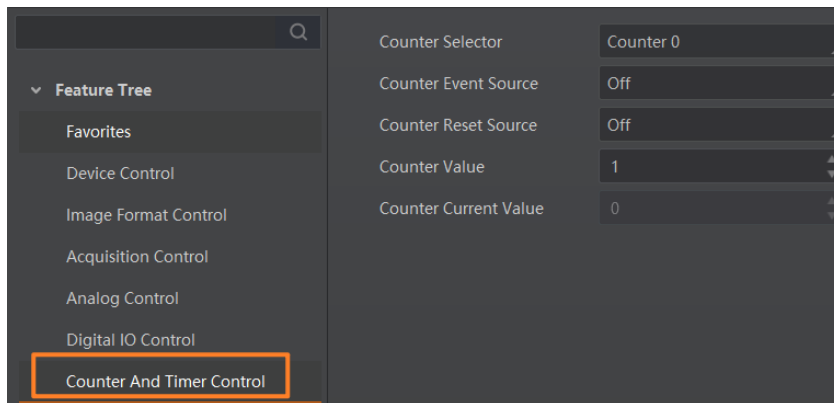 Feature Tree
Favorites
Device Control
Image Format Control
Acquisition Control
Analog Control
Digital IO Control
Counter And Timer Control
Counter Selector Counter 0
Counter Event Source Off
Counter Reset Source Off
Counter Value 1
Counter Current Value 0